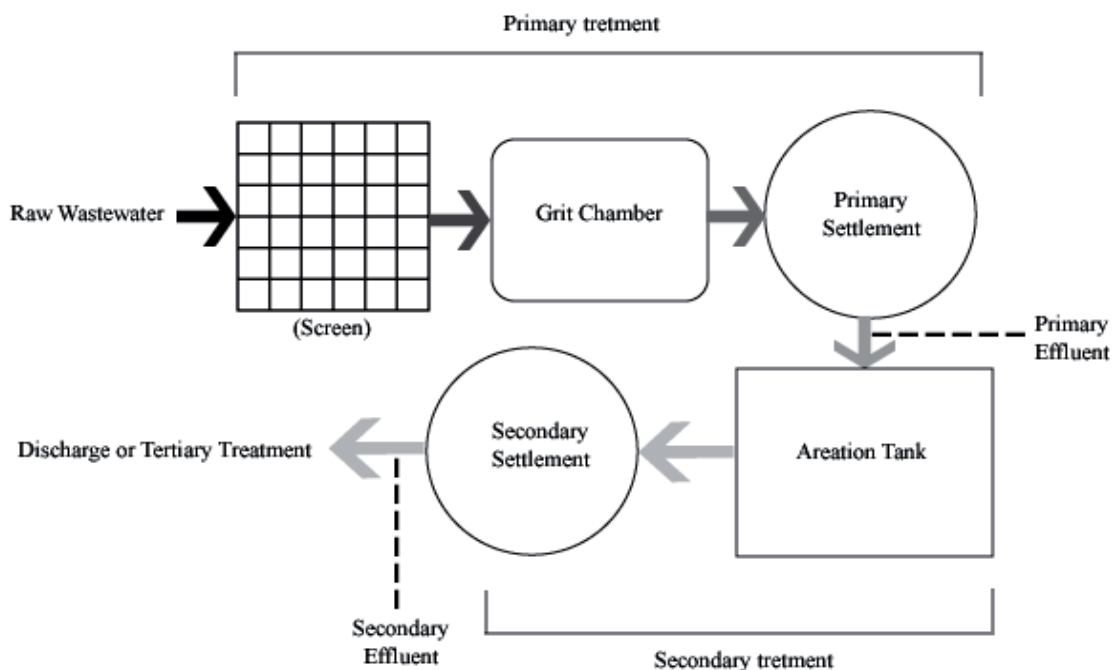 Primary tretment
Raw Wastewater
(Screen)
Grit Chamber
Primary
Settlement
Primary
Effluent
Areation Tank
Secondary
Settlement
Discharge or Tertiary Treatment
Secondary
Effluent
Secondary tretment